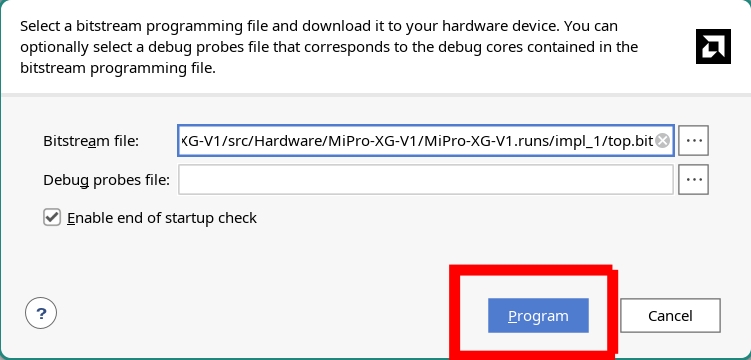 Select a bitstream programming file and download it to your hardware device. You can
optionally select a debug probes file that corresponds to the debug cores contained in the
bitstream programming file.
Bitstream file: XG-V1/src/Hardware/MiPro-XG-V1/MiPro-XG-V1.runs/impl_1/top.bit ...
Debug probes file: ...
Enable end of startup check
? Program Cancel